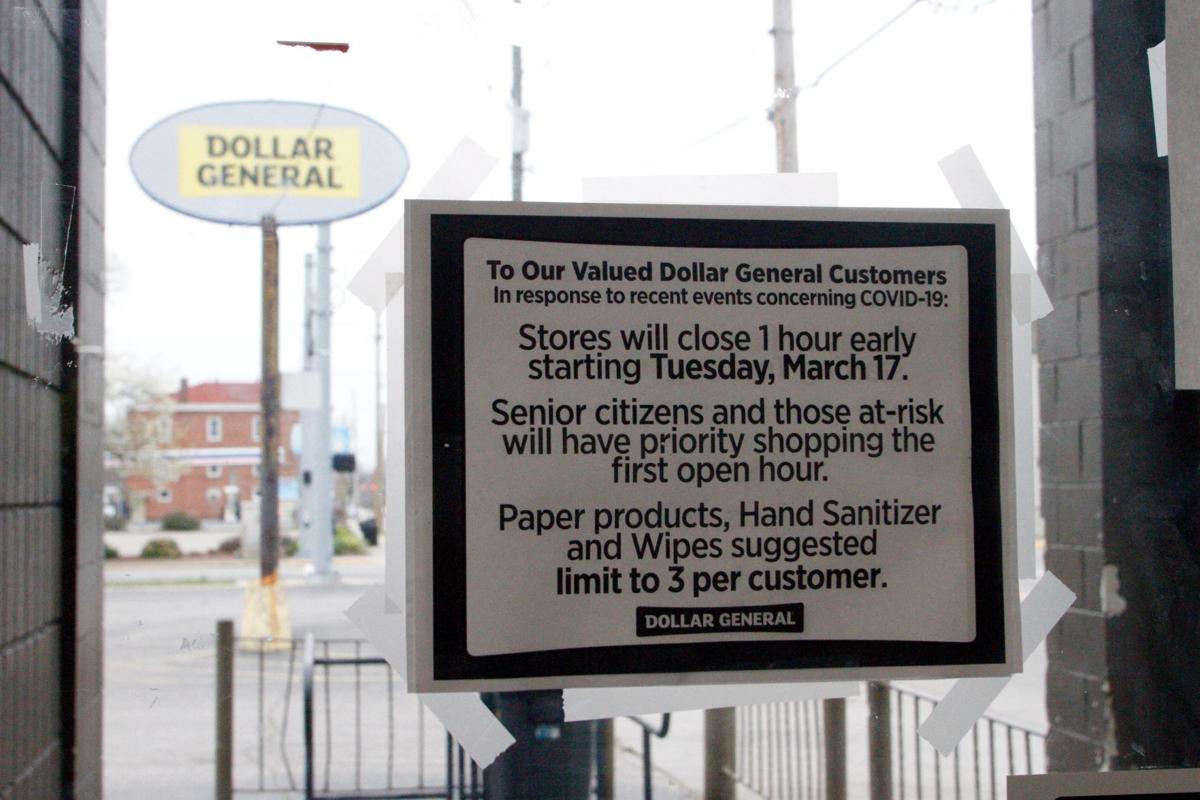 DOLLAR
GENERAL
To Our Valued Dollar General Customers
In response to recent events concerning COVID-19:
Stores will close 1 hour early
starting Tuesday, March 17.
Senior citizens and those at-risk
will have priority shopping the
first open hour.
Paper products, Hand Sanitizer
and Wipes suggested
limit to 3 per customer.
DOLLAR GENERAL